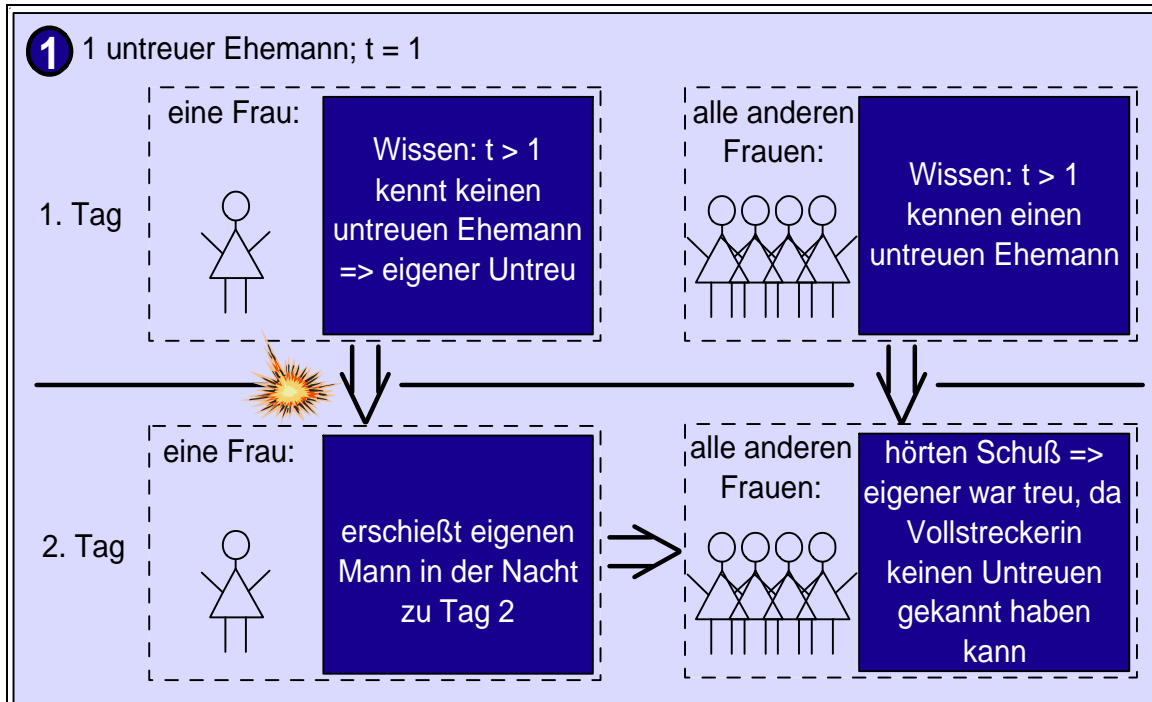 1 1 untreuer Ehemann; t = 1
eine Frau:
Wissen: t > 1
kennt keinen
untreuen Ehemann
=> eigener Untreu
alle anderen
Frauen:
Wissen: t > 1
kennen einen
untreuen Ehemann
1. Tag
eine Frau:
erschießt eigenen
Mann in der Nacht
zu Tag 2
alle anderen
Frauen:
hörten Schuß =>
eigener war treu, da
Vollstreckerin
keinen Untreuen
gekannt haben
kann
2. Tag